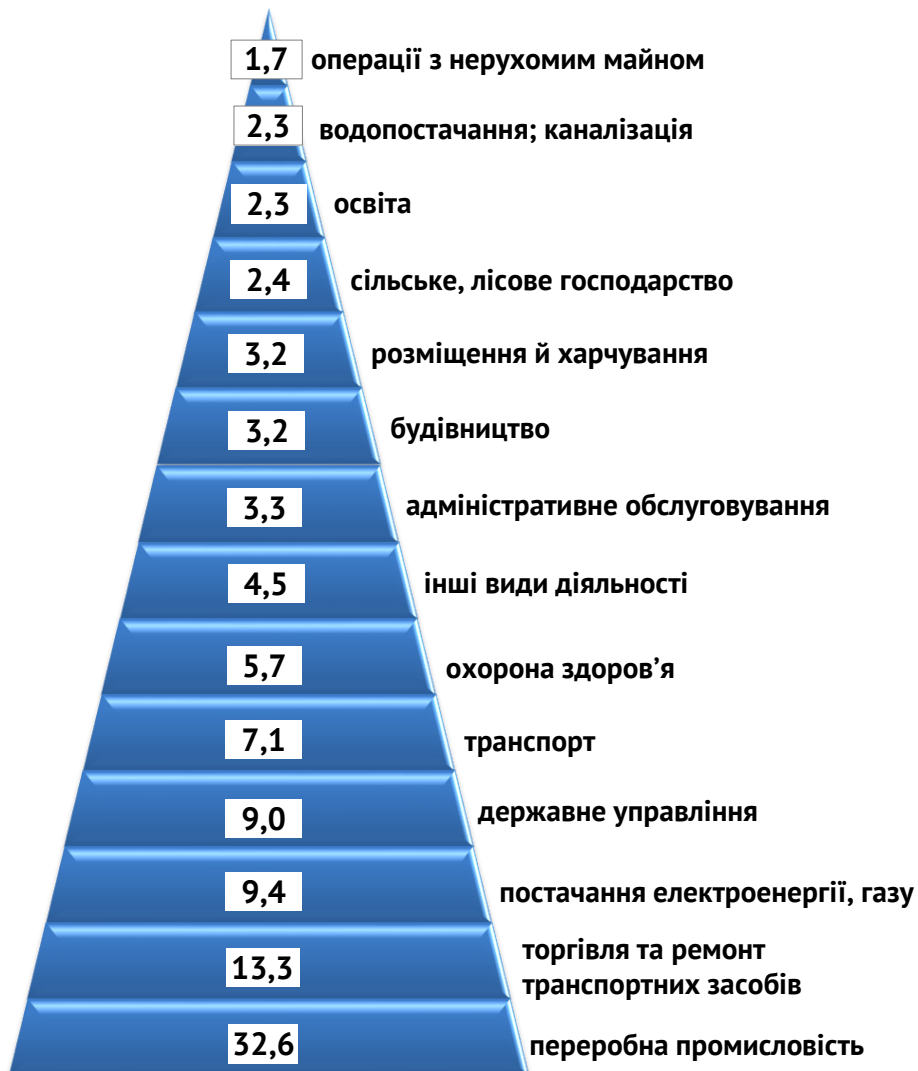 1,7 операції з нерухомим майном
2,3 водопостачання; каналізація
2,3 освіта
2,4 сільське, лісове господарство
3,2 розміщення й харчування
3,2 будівництво
3,3 адміністративне обслуговування
4,5 інші види діяльності
5,7 охорона здоров’я
7,1 транспорт
9,0 державне управління
9,4 постачання електроенергії, газу
13,3 торгівля та ремонт
транспортних засобів
32,6 переробна промисловість